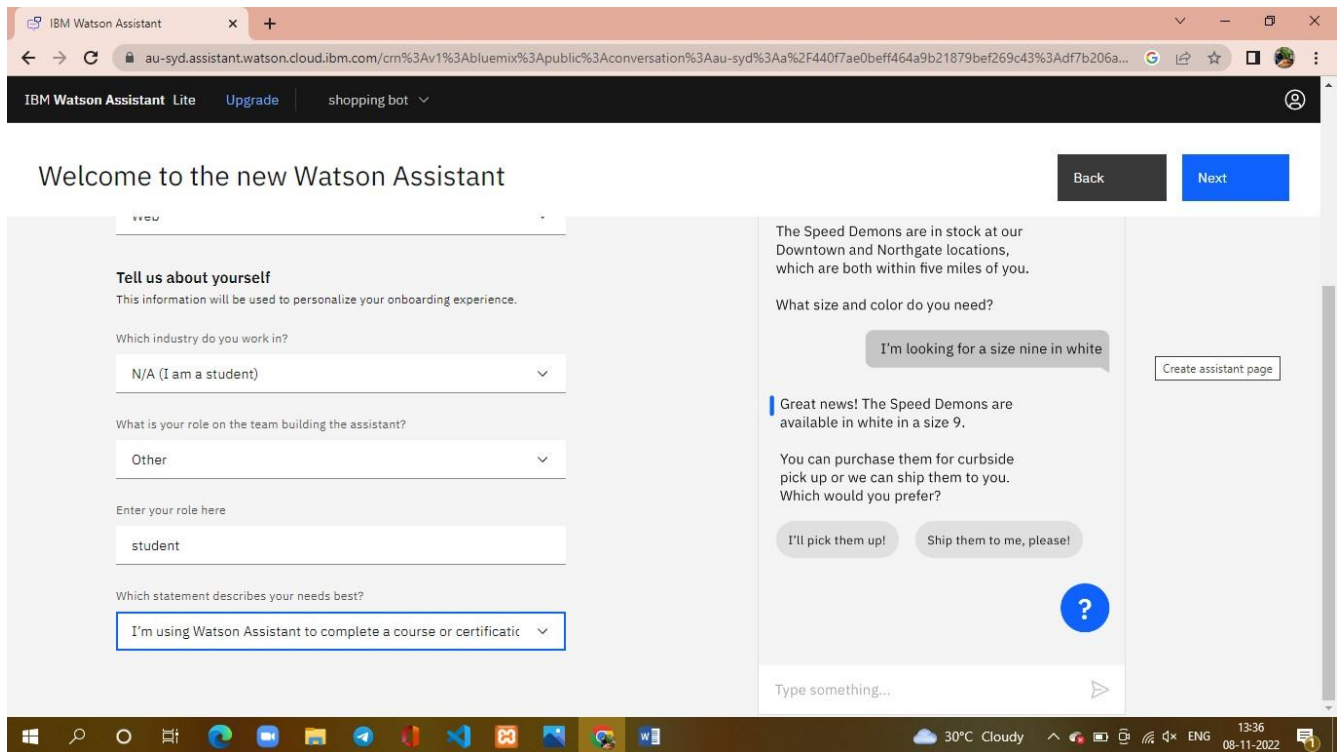 IBM Watson Assistant
au-syd.assistant.watson.cloud.ibm.com/crn%3Av1%3Abluemix%3Apublic%3Aconversation%3Aau-syd%3Aa%2F440f7ae0beff464a9b21879bef269c43%3Adf7b206a...
IBM Watson Assistant Lite Upgrade shopping bot
Welcome to the new Watson Assistant
Back Next
Web
Tell us about yourself
This information will be used to personalize your onboarding experience.
Which industry do you work in?
N/A (I am a student)
What is your role on the team building the assistant?
Other
Enter your role here
student
Which statement describes your needs best?
I'm using Watson Assistant to complete a course or certificatic
The Speed Demons are in stock at our
Downtown and Northgate locations,
which are both within five miles of you.
What size and color do you need?
I'm looking for a size nine in white
Great news! The Speed Demons are
available in white in a size 9.
You can purchase them for curbside
pick up or we can ship them to you.
Which would you prefer?
I'll pick them up! Ship them to me, please!
?
Type something...
Create assistant page
30°C Cloudy ENG 13:36
08-11-2022
1